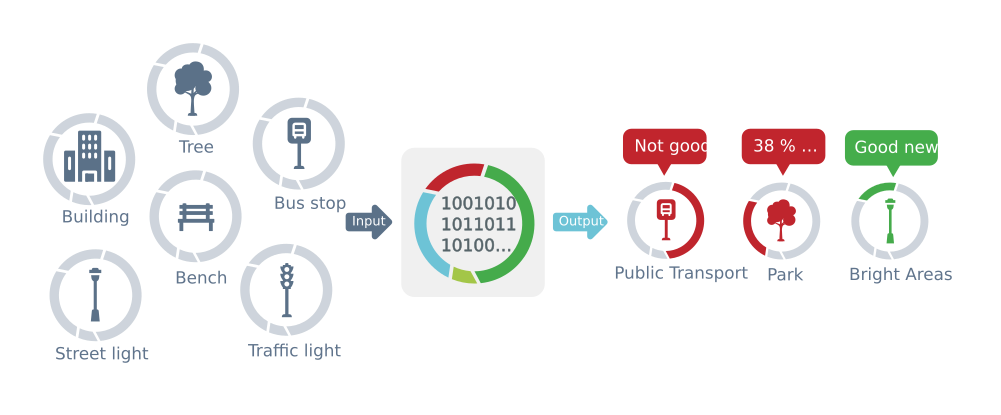 Tree
Building
Bus stop
Bench
Street light
Traffic light
Input
1001010
1011011
10100...
Output
Not good
38 % ...
Good new
Public Transport
Park
Bright Areas